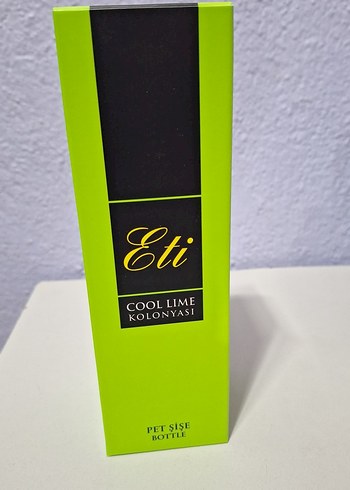 Eti
COOL LIME
KOLONYASI
PET ŞİŞE
BOTTLE